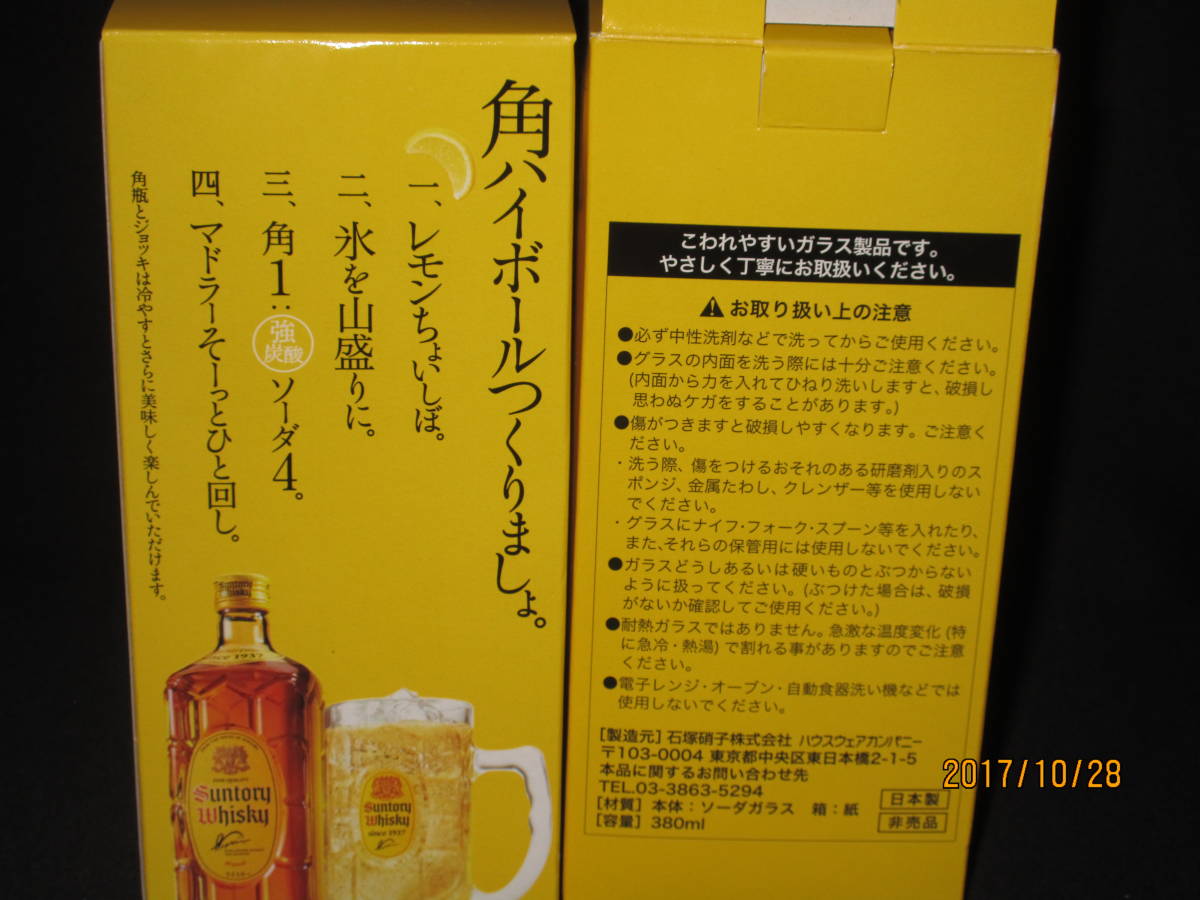 角ハイボールつくりましょ。
一、レモンちょいしぼ。
二、氷を山盛りに。
三、角1：強炭酸ソーダ4。
四、マドラーそーっとひと回し。
角瓶とジョッキは冷やすとさらに美味しく楽しんでいただけます。
since 1937
Suntory
Whisky
Suntory
Whisky
since 1937
こわれやすいガラス製品です。
やさしく丁寧にお取扱いください。
お取り扱い上の注意
●必ず中性洗剤などで洗ってからご使用ください。
●グラスの内面を洗う際には十分ご注意ください。
(内面から力を入れてひねり洗いしますと、破損し
思わぬケガをすることがあります。)
●傷がつきますと破損しやすくなります。ご注意く
ださい。
・洗う際、傷をつけるおそれのある研磨剤入りのス
ポンジ、金属たわし、クレンザー等を使用しない
でください。
・グラスにナイフ・フォーク・スプーン等を入れたり、
また、それらの保管用には使用しないでください。
●ガラスどうしあるいは硬いものとぶつからない
ように扱ってください。(ぶつけた場合は、破損
がないか確認してご使用ください。)
●耐熱ガラスではありません。急激な温度変化 (特
に急冷・熱湯) で割れる事がありますのでご注意
ください。
●電子レンジ・オーブン・自動食器洗い機などでは
使用しないでください。
[製造元] 石塚硝子株式会社 ハウスウェアカンパニー
〒103-0004 東京都中央区東日本橋2-1-5
本品に関するお問い合わせ先
TEL.03-3863-5294
[材質] 本体：ソーダガラス 箱：紙
[容量] 380ml
日本製
非売品
2017/10/28